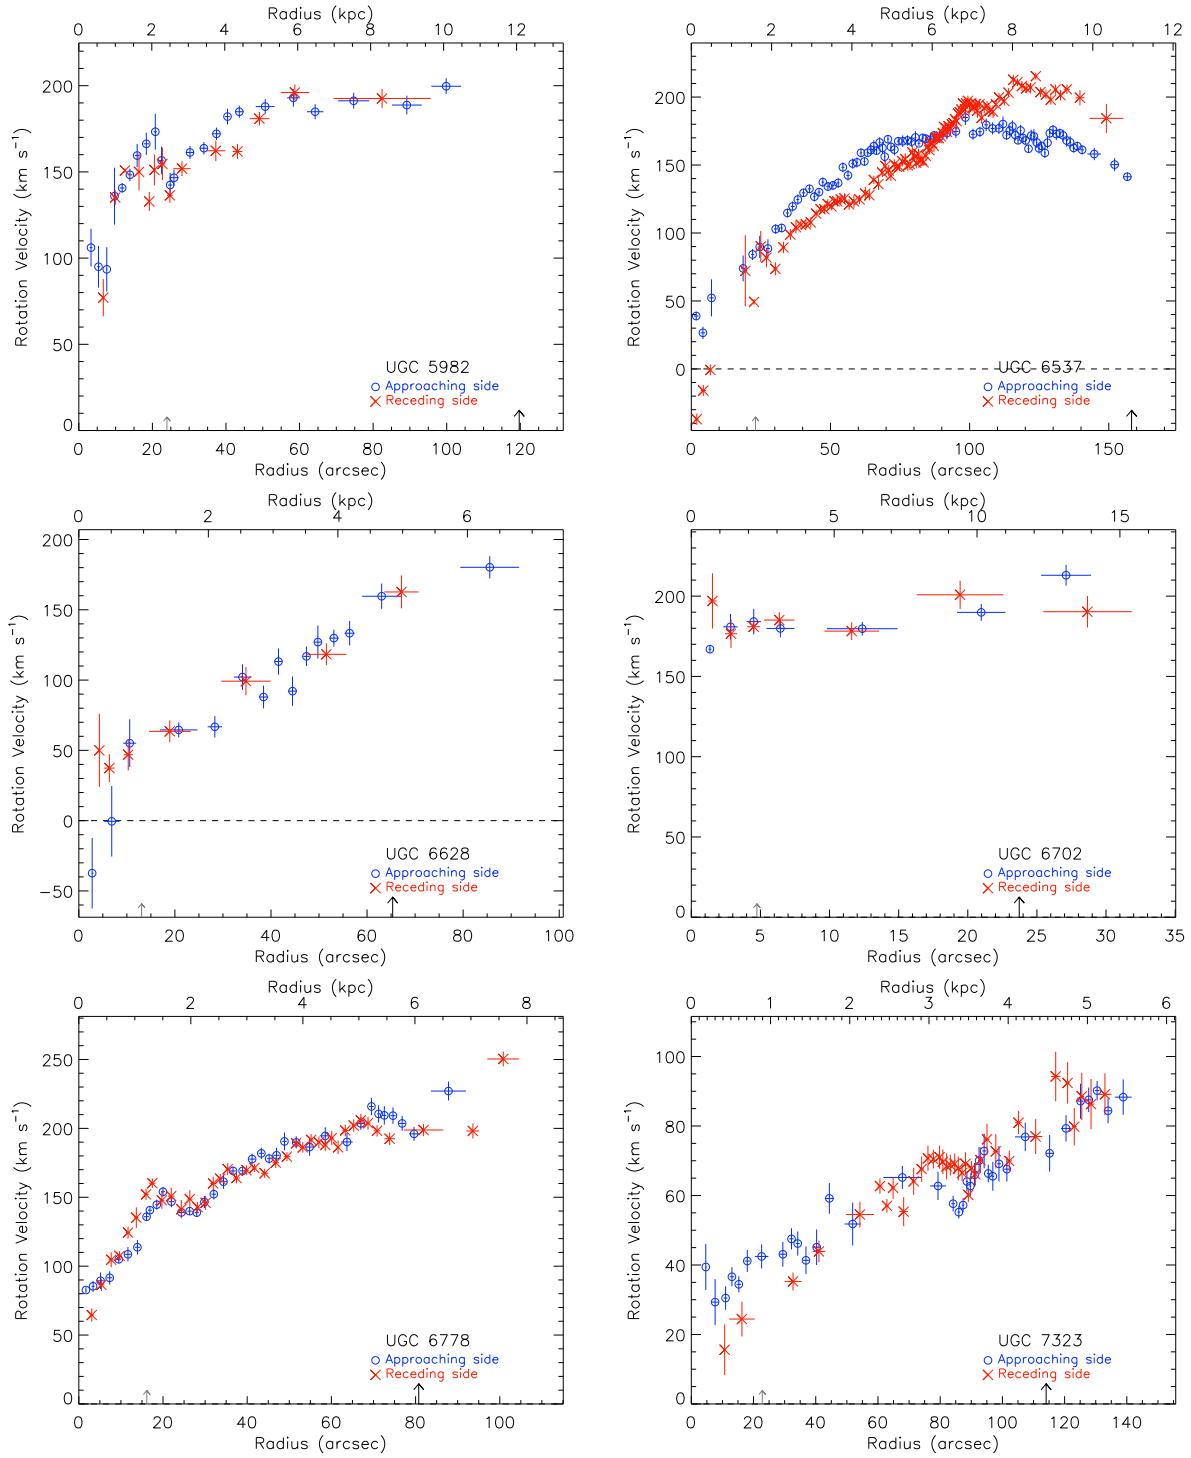 Radius (kpc)
0 2 4 6 8 10 12
Rotation Velocity (km s⁻¹)
200
150
100
50
0
UGC 5982
Approaching side
Receding side
0 20 40 60 80 100 120
Radius (arcsec)
Radius (kpc)
0 2 4 6 8 10 12
Rotation Velocity (km s⁻¹)
200
150
100
50
0
UGC 6537
Approaching side
Receding side
0 50 100 150
Radius (arcsec)
Radius (kpc)
0 2 4 6
Rotation Velocity (km s⁻¹)
200
150
100
50
0
−50
UGC 6628
Approaching side
Receding side
0 20 40 60 80 100
Radius (arcsec)
Radius (kpc)
0 5 10 15
Rotation Velocity (km s⁻¹)
200
150
100
50
0
UGC 6702
Approaching side
Receding side
0 5 10 15 20 25 30 35
Radius (arcsec)
Radius (kpc)
0 2 4 6 8
Rotation Velocity (km s⁻¹)
250
200
150
100
50
0
UGC 6778
Approaching side
Receding side
0 20 40 60 80 100
Radius (arcsec)
Radius (kpc)
0 1 2 3 4 5 6
Rotation Velocity (km s⁻¹)
100
80
60
40
20
0
UGC 7323
Approaching side
Receding side
0 20 40 60 80 100 120 140
Radius (arcsec)